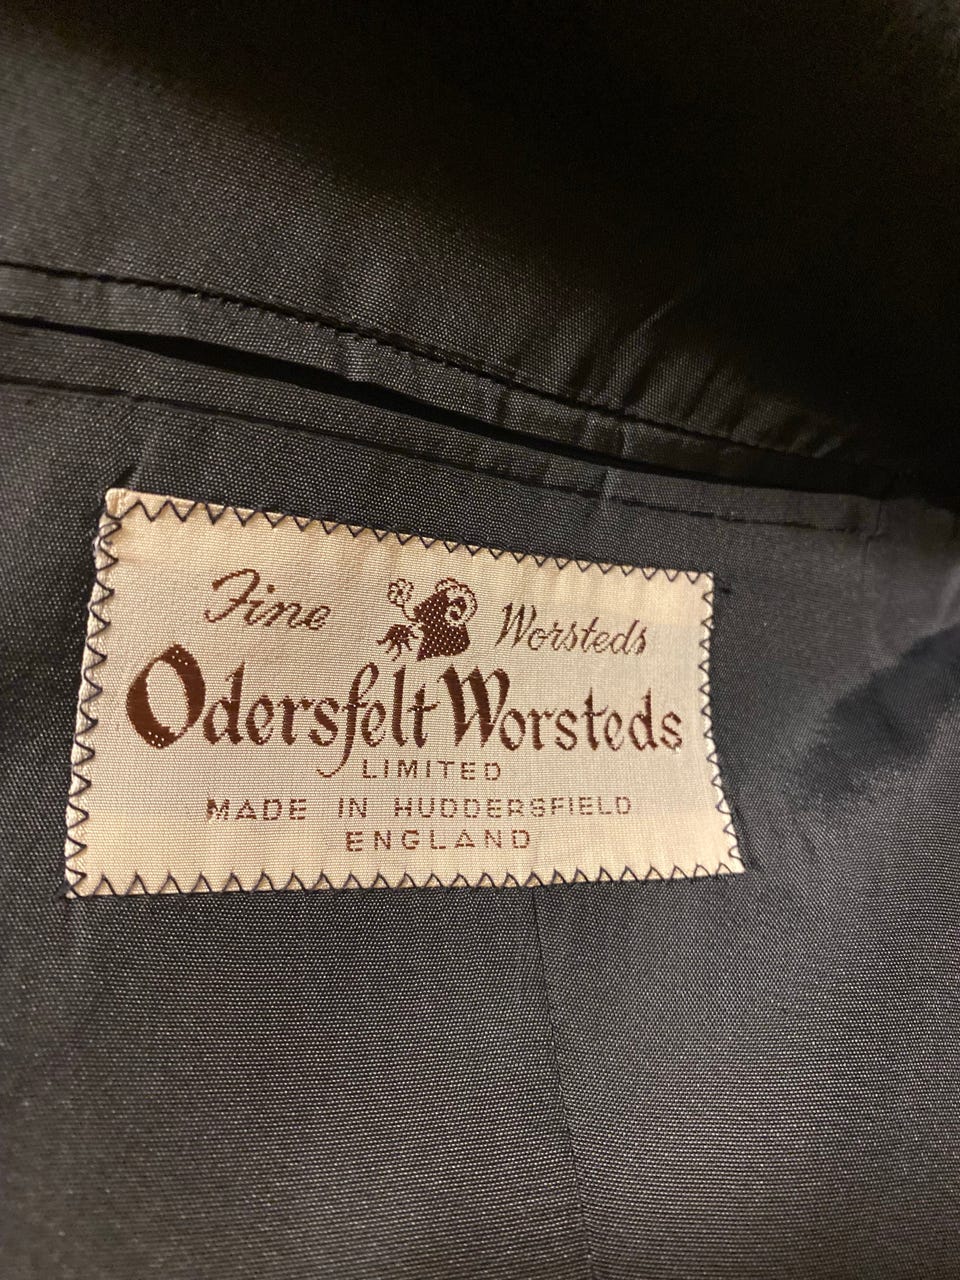 Fine Worsteds
Odersfelt Worsteds
LIMITED
MADE IN HUDDERSFIELD
ENGLAND